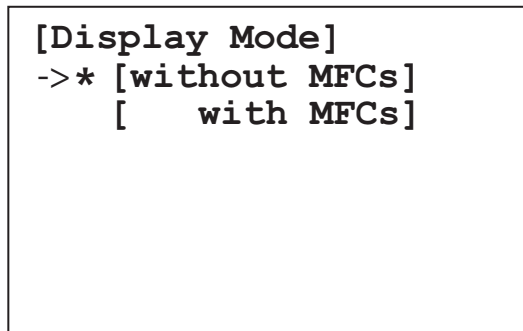 [Display Mode]
->* [without MFCs]
[   with MFCs]